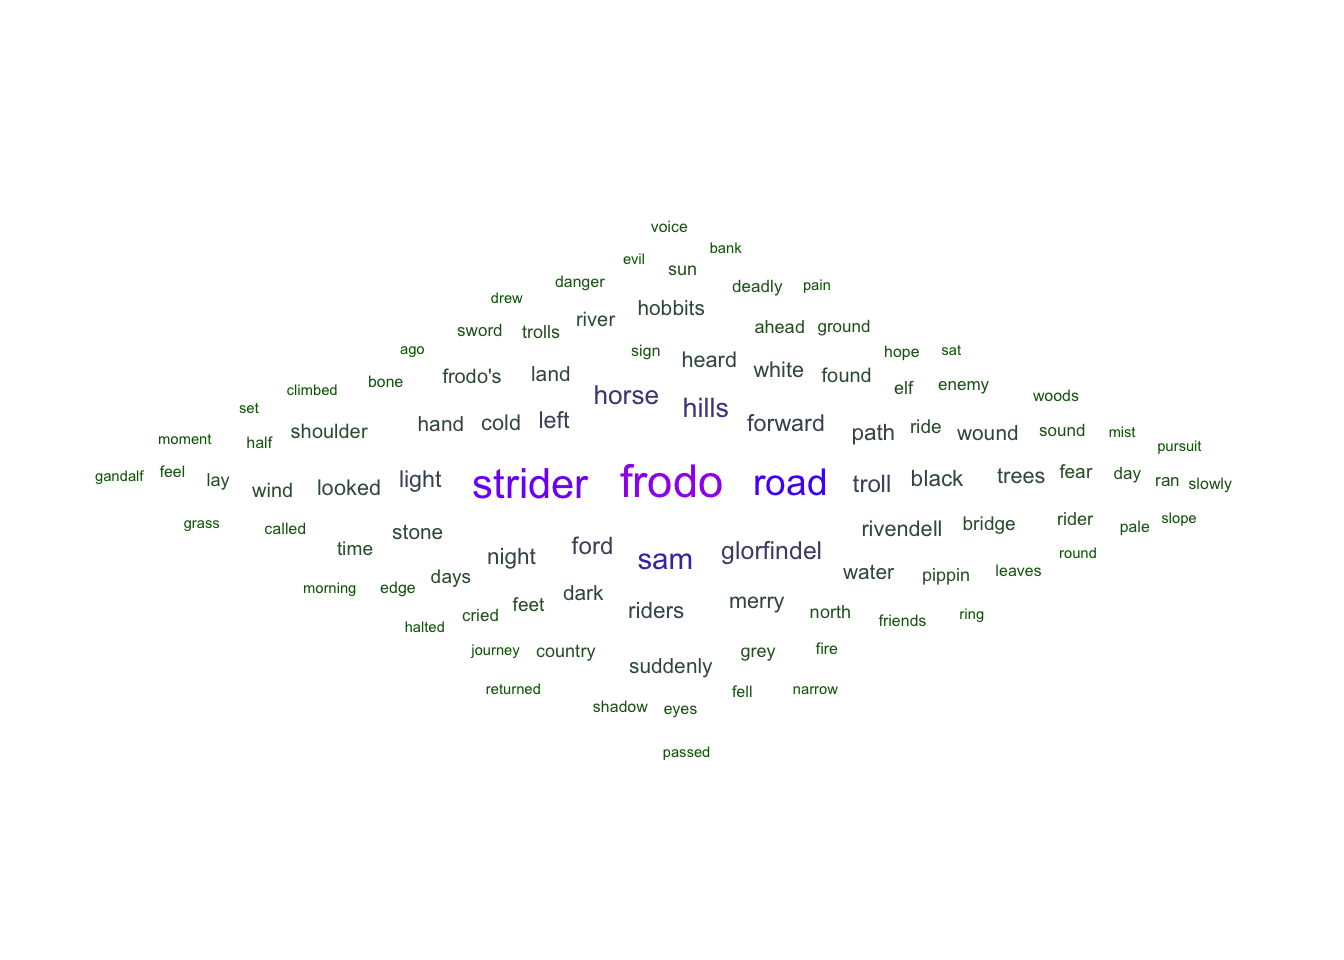 voice
bank
evil
sun
danger
deadly
pain
drew
hobbits
river
sword
trolls
ahead
ground
ago
sign
heard
hope
sat
climbed
bone
frodo's
land
white
found
elf
enemy
horse
woods
set
hills
moment
half
shoulder
hand
cold
left
forward
path
ride
wound
sound
mist
pursuit
gandalf
feel
lay
wind
looked
light
strider
frodo
road
troll
black
trees
fear
day
ran
slowly
grass
called
stone
rivendell
bridge
rider
pale
slope
time
night
ford
sam
glorfindel
round
morning
edge
days
water
pippin
leaves
halted
cried
feet
dark
riders
merry
north
friends
ring
journey
country
suddenly
grey
fire
returned
fell
narrow
shadow
eyes
passed